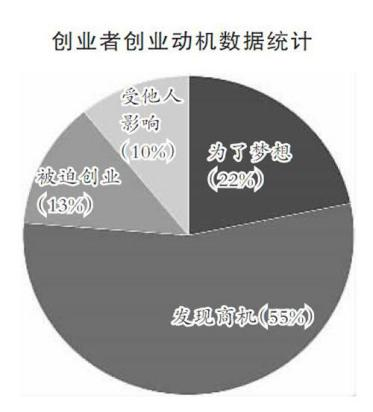 创业者创业动机数据统计
受他人
影响
(10%)
为了梦想
(22%)
被迫创业
(13%)
发现商机(55%)